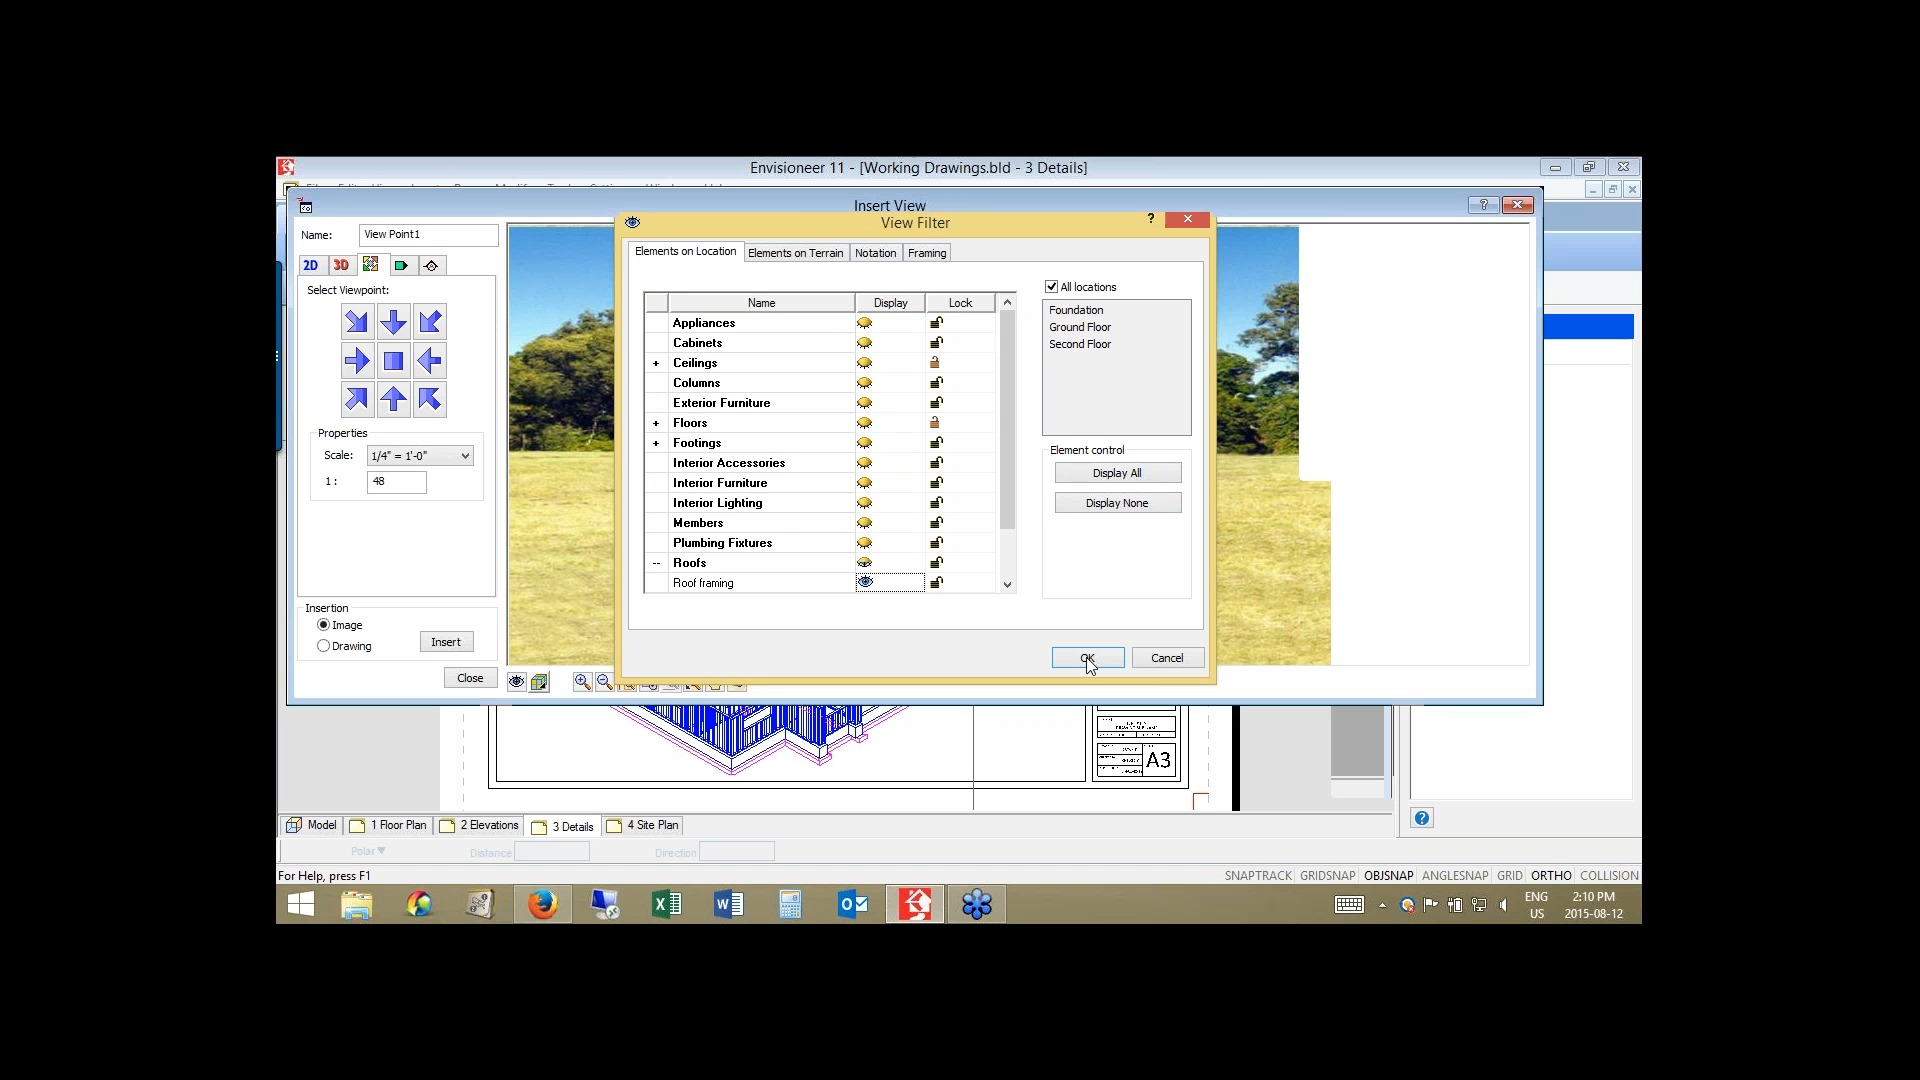 Envisioneer 11 - [Working Drawings.bld - 3 Details]
Insert View
View Filter
Name: View Point1
2D 3D
Select Viewpoint:
Properties
Scale: 1/4" = 1'-0"
1 : 48
Insertion
Image
Drawing
Insert
Close
Elements on Location Elements on Terrain Notation Framing
Name Display Lock
Appliances
Cabinets
+ Ceilings
Columns
Exterior Furniture
+ Floors
+ Footings
Interior Accessories
Interior Furniture
Interior Lighting
Members
Plumbing Fixtures
-- Roofs
Roof framing
All locations
Foundation
Ground Floor
Second Floor
Element control
Display All
Display None
OK Cancel
A3
Model 1 Floor Plan 2 Elevations 3 Details 4 Site Plan
Polar Distance Direction
For Help, press F1
SNAPTRACK GRIDSNAP OBJSNAP ANGLESNAP GRID ORTHO COLLISION
ENG 2:10 PM
US 2015-08-12